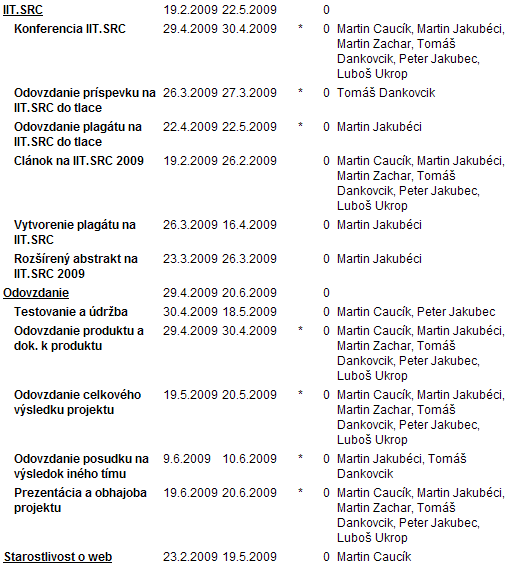 IIT.SRC 19.2.2009 22.5.2009 0
Konferencia IIT.SRC 29.4.2009 30.4.2009 * 0 Martin Caucík, Martin Jakubéci,
Martin Zachar, Tomáš
Dankovcik, Peter Jakubec,
Luboš Ukrop
Odovzdanie príspevku na 26.3.2009 27.3.2009 * 0 Tomáš Dankovcik
IIT.SRC do tlace
Odovzdanie plagátu na 22.4.2009 22.5.2009 * 0 Martin Jakubéci
IIT.SRC do tlace
Clánok na IIT.SRC 2009 19.2.2009 26.2.2009 0 Martin Caucík, Martin Jakubéci,
Martin Zachar, Tomáš
Dankovcik, Peter Jakubec,
Luboš Ukrop
Vytvorenie plagátu na 26.3.2009 16.4.2009 0 Martin Jakubéci
IIT.SRC
Rozšírený abstrakt na 23.3.2009 26.3.2009 0 Martin Jakubéci
IIT.SRC 2009
Odovzdanie 29.4.2009 20.6.2009 0
Testovanie a údržba 30.4.2009 18.5.2009 0 Martin Caucík, Peter Jakubec
Odovzdanie produktu a 29.4.2009 30.4.2009 * 0 Martin Caucík, Martin Jakubéci,
dok. k produktu Martin Zachar, Tomáš
Dankovcik, Peter Jakubec,
Luboš Ukrop
Odovzdanie celkového 19.5.2009 20.5.2009 * 0 Martin Caucík, Martin Jakubéci,
výsledku projektu Martin Zachar, Tomáš
Dankovcik, Peter Jakubec,
Luboš Ukrop
Odovzdanie posudku na 9.6.2009 10.6.2009 * 0 Martin Jakubéci, Tomáš
výsledok iného tímu Dankovcik
Prezentácia a obhajoba 19.6.2009 20.6.2009 * 0 Martin Caucík, Martin Jakubéci,
projektu Martin Zachar, Tomáš
Dankovcik, Peter Jakubec,
Luboš Ukrop
Starostlivost o web 23.2.2009 19.5.2009 0 Martin Caucík